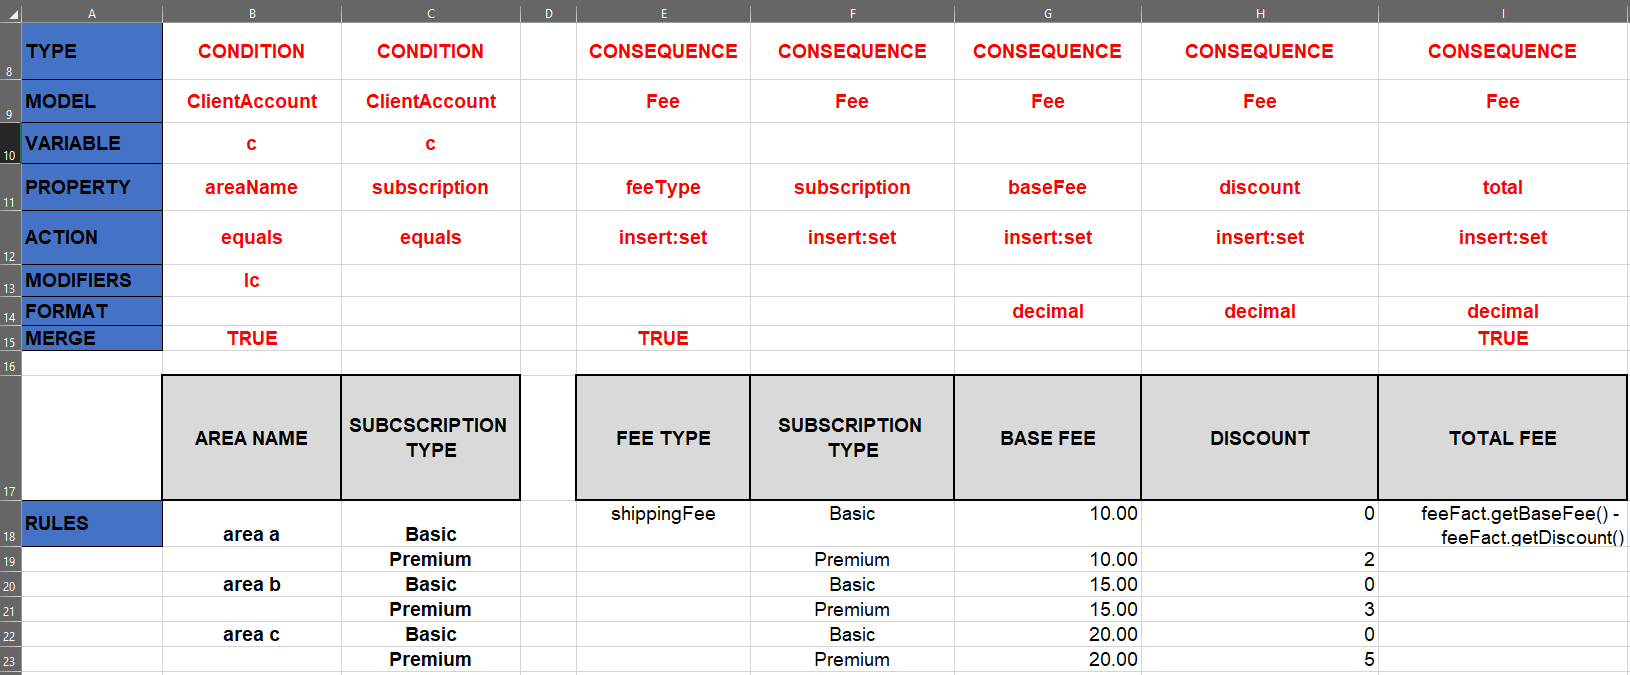 A B C D E F G H I
8 TYPE CONDITION CONDITION CONSEQUENCE CONSEQUENCE CONSEQUENCE CONSEQUENCE CONSEQUENCE
9 MODEL ClientAccount ClientAccount Fee Fee Fee Fee Fee
10 VARIABLE c c
11 PROPERTY areaName subscription feeType subscription baseFee discount total
12 ACTION equals equals insert:set insert:set insert:set insert:set insert:set
13 MODIFIERS lc
14 FORMAT decimal decimal decimal
15 MERGE TRUE TRUE TRUE
16
17 AREA NAME SUBCSCRIPTION TYPE FEE TYPE SUBSCRIPTION TYPE BASE FEE DISCOUNT TOTAL FEE
18 RULES area a Basic shippingFee Basic 10.00 0 feeFact.getBaseFee() -
feeFact.getDiscount()
19 Premium Premium 10.00 2
20 area b Basic Basic 15.00 0
21 Premium Premium 15.00 3
22 area c Basic Basic 20.00 0
23 Premium Premium 20.00 5